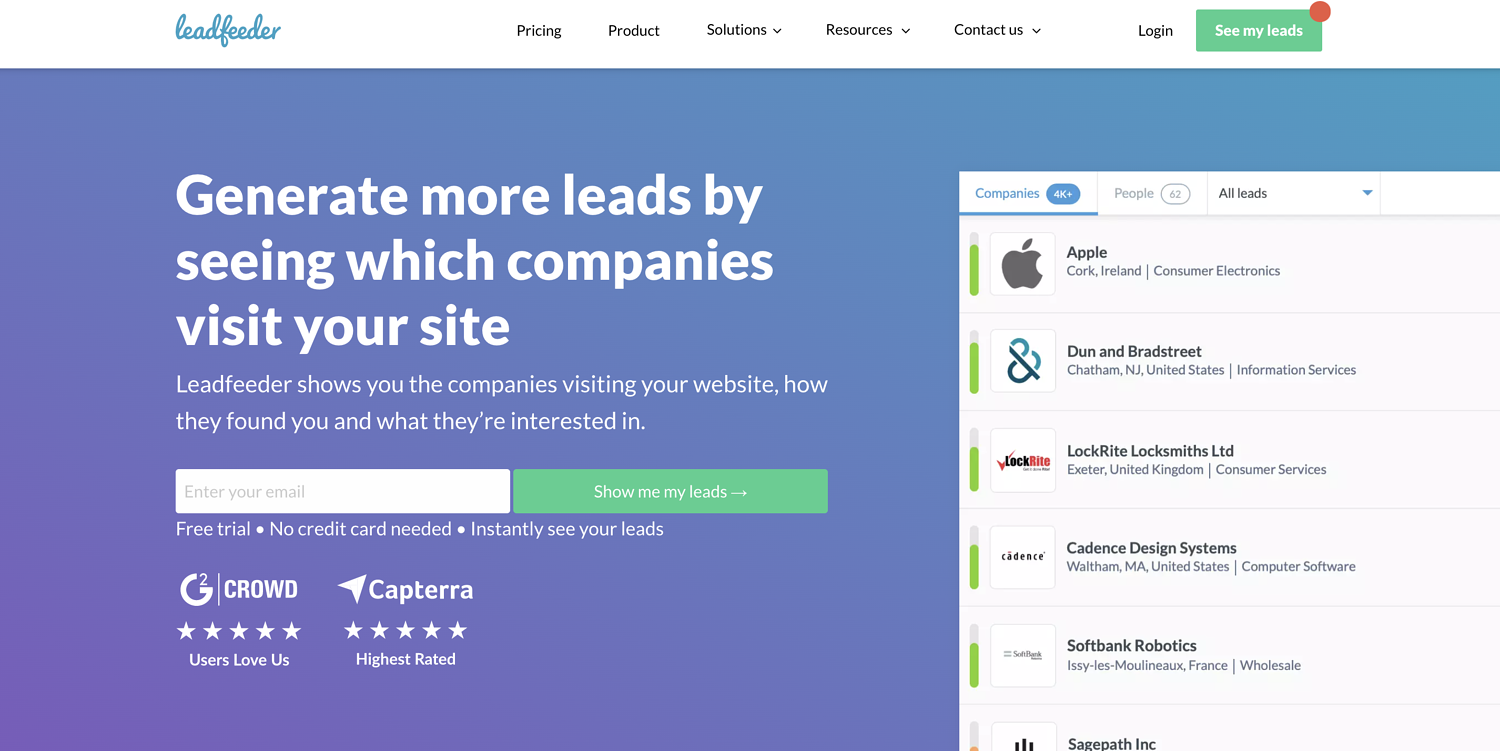 leadfeeder
Pricing
Product
Solutions
Resources
Contact us
Login
See my leads
Generate more leads by
seeing which companies
visit your site
Leadfeeder shows you the companies visiting your website, how
they found you and what they’re interested in.
Enter your email
Show me my leads →
Free trial • No credit card needed • Instantly see your leads
G2 CROWD
Users Love Us
Capterra
Highest Rated
Companies 4K+
People 62
All leads
Apple
Cork, Ireland | Consumer Electronics
Dun and Bradstreet
Chatham, NJ, United States | Information Services
LockRite
LockRite Locksmiths Ltd
Exeter, United Kingdom | Consumer Services
cādence
Cadence Design Systems
Waltham, MA, United States | Computer Software
SoftBank
Softbank Robotics
Issy-les-Moulineaux, France | Wholesale
Sagepath Inc